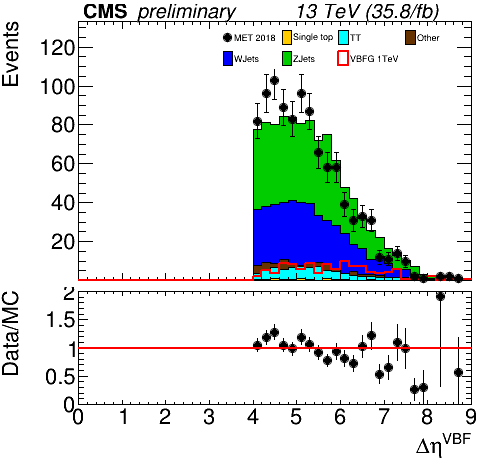 CMS preliminary 13 TeV (35.8/fb)
Events
MET 2018 Single top TT Other
WJets ZJets VBFG 1TeV
120
100
80
60
40
20
Data/MC
2
1.5
1
0.5
0
0 1 2 3 4 5 6 7 8 9
Δη^VBF